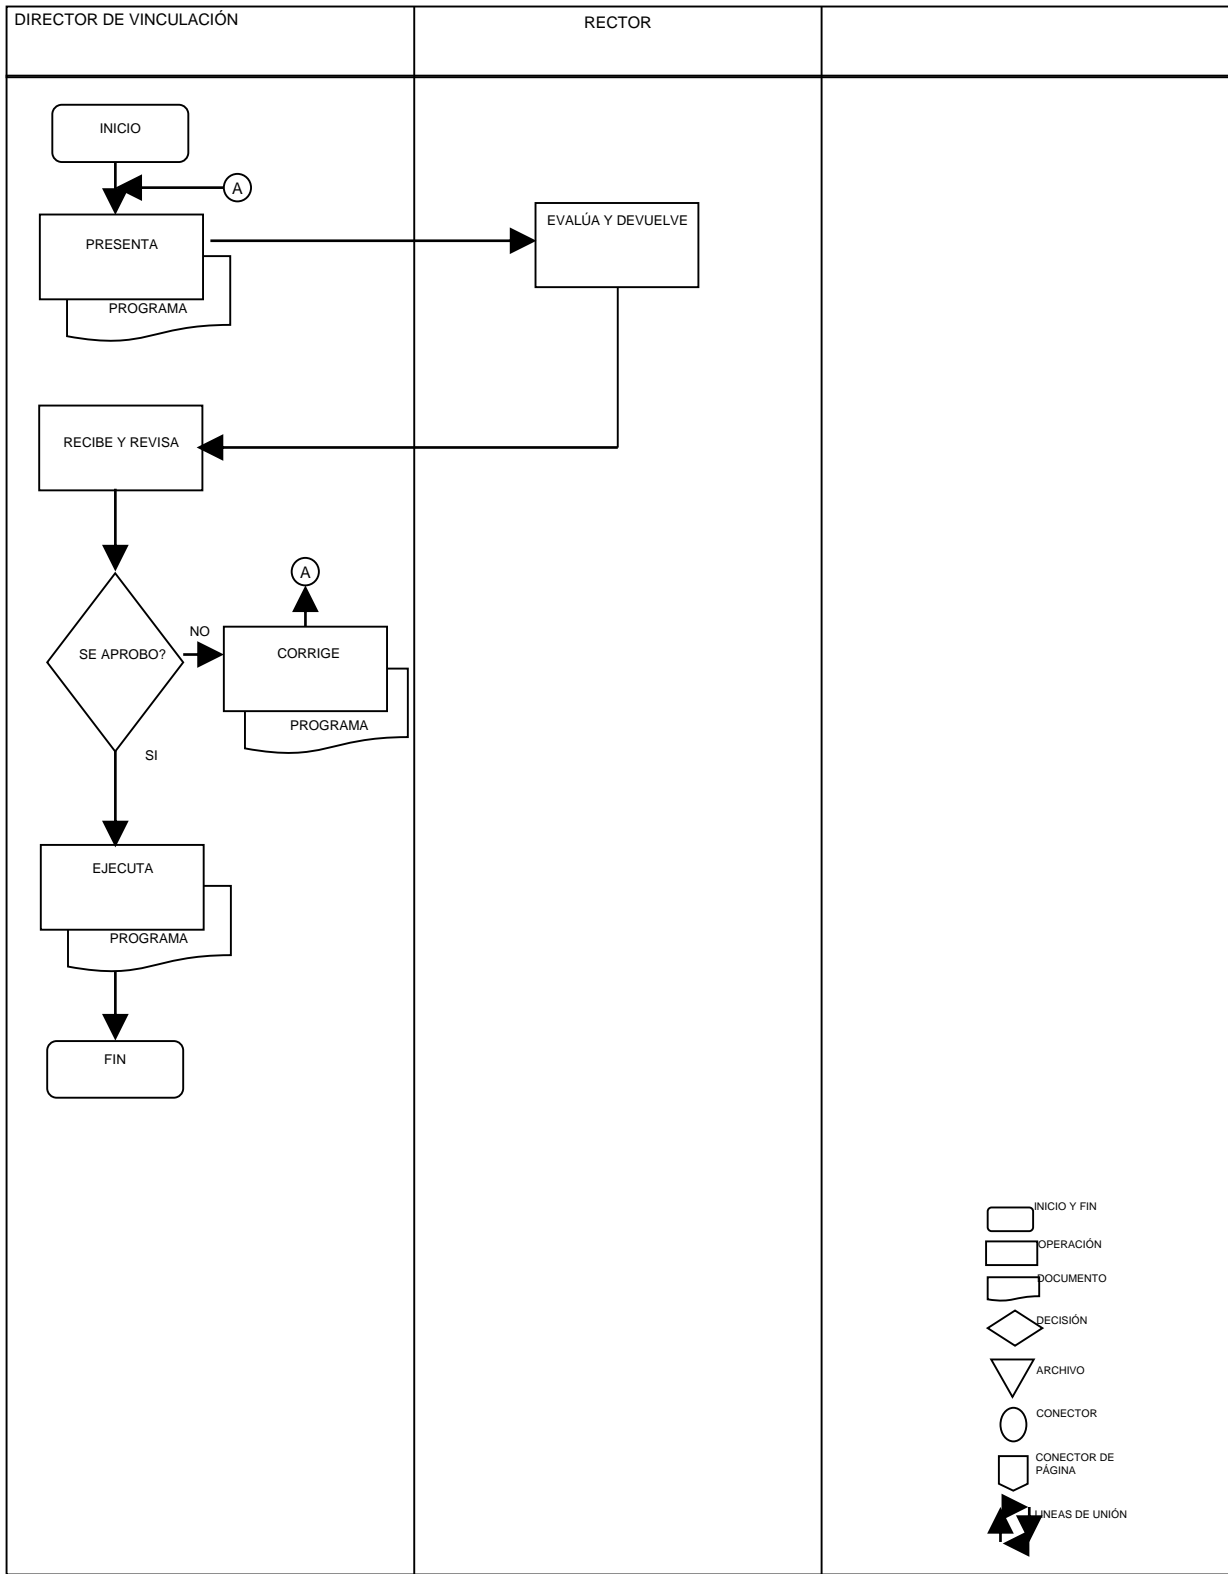 DIRECTOR DE VINCULACIÓN
RECTOR
INICIO
A
PRESENTA
PROGRAMA
EVALÚA Y DEVUELVE
RECIBE Y REVISA
A
SE APROBO?
NO
CORRIGE
PROGRAMA
SI
EJECUTA
PROGRAMA
FIN
INICIO Y FIN
OPERACIÓN
DOCUMENTO
DECISIÓN
ARCHIVO
CONECTOR
CONECTOR DE
PÁGINA
LINEAS DE UNIÓN